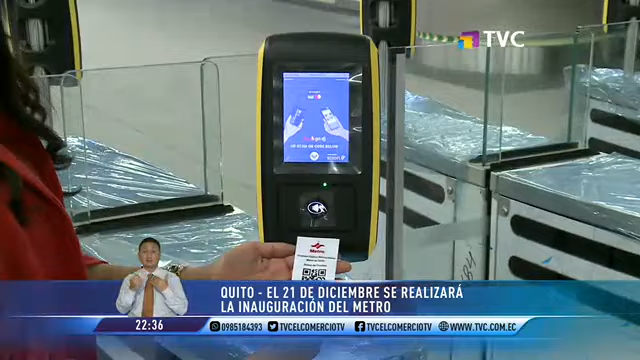 TVC
Metro
QUITO - EL 21 DE DICIEMBRE SE REALIZARÁ
LA INAUGURACIÓN DEL METRO
22:36
0985184393
TVCELCOMERCIOTV
TVCELCOMERCIOTV
WWW.TVC.COM.EC